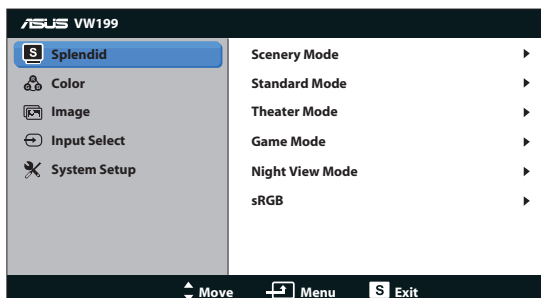 ASUS VW199
S Splendid
Color
Image
Input Select
System Setup
Scenery Mode
Standard Mode
Theater Mode
Game Mode
Night View Mode
sRGB
Move Menu S Exit